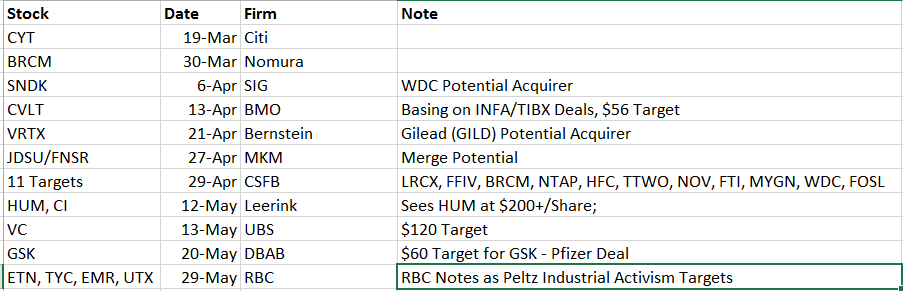 Stock Date Firm Note
CYT 19-Mar Citi
BRCM 30-Mar Nomura
SNDK 6-Apr SIG WDC Potential Acquirer
CVLT 13-Apr BMO Basing on INFA/TIBX Deals, $56 Target
VRTX 21-Apr Bernstein Gilead (GILD) Potential Acquirer
JDSU/FNSR 27-Apr MKM Merge Potential
11 Targets 29-Apr CSFB LRCX, FFIV, BRCM, NTAP, HFC, TTWO, NOV, FTI, MYGN, WDC, FOSL
HUM, CI 12-May Leerink Sees HUM at $200+/Share;
VC 13-May UBS $120 Target
GSK 20-May DBAB $60 Target for GSK - Pfizer Deal
ETN, TYC, EMR, UTX 29-May RBC RBC Notes as Peltz Industrial Activism Targets